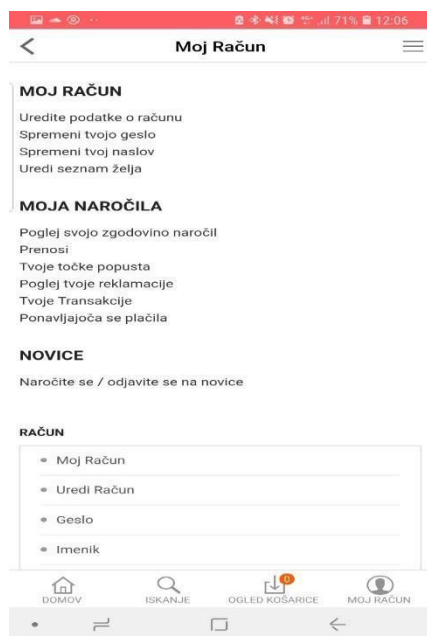 71% 12:06
Moj Račun
MOJ RAČUN
Uredite podatke o računu
Spremeni tvojo geslo
Spremeni tvoj naslov
Uredi seznam želja
MOJA NAROČILA
Poglej svojo zgodovino naročil
Prenosi
Tvoje točke popusta
Poglej tvoje reklamacije
Tvoje Transakcije
Ponavljajoča se plačila
NOVICE
Naročite se / odjavite se na novice
RAČUN
Moj Račun
Uredi Račun
Geslo
Imenik
0
DOMOV ISKANJE OGLED KOŠARICE MOJ RAČUN